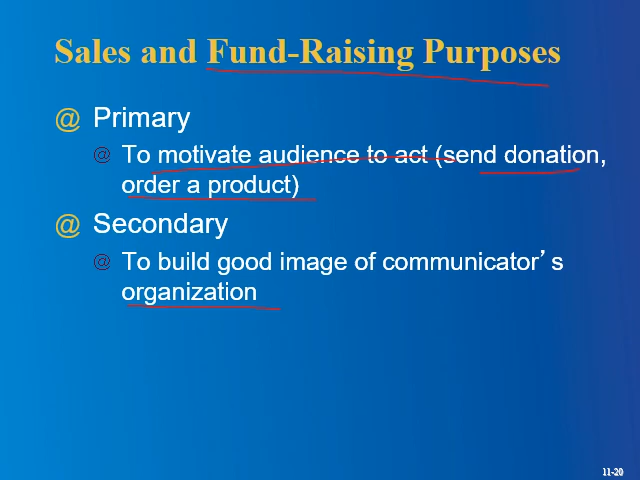 Sales and Fund-Raising Purposes
@ Primary
@ To motivate audience to act (send donation,
order a product)
@ Secondary
@ To build good image of communicator’s
organization
11-20